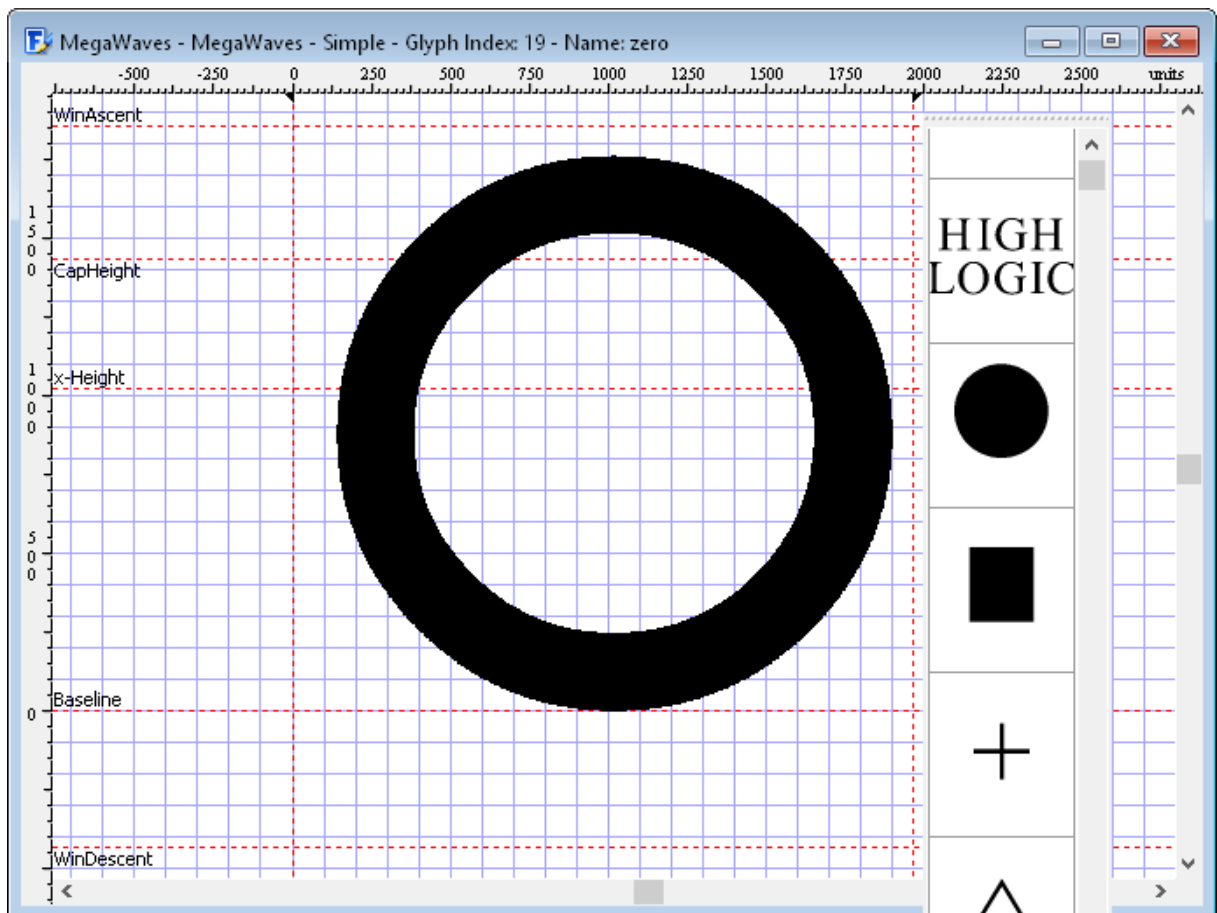 MegaWaves - MegaWaves - Simple - Glyph Index: 19 - Name: zero
-500 -250 0 250 500 750 1000 1250 1500 1750 2000 2250 2500 units
WinAscent
1500
CapHeight
HIGH
LOGIC
x-Height
1000
500
Baseline
0
WinDescent